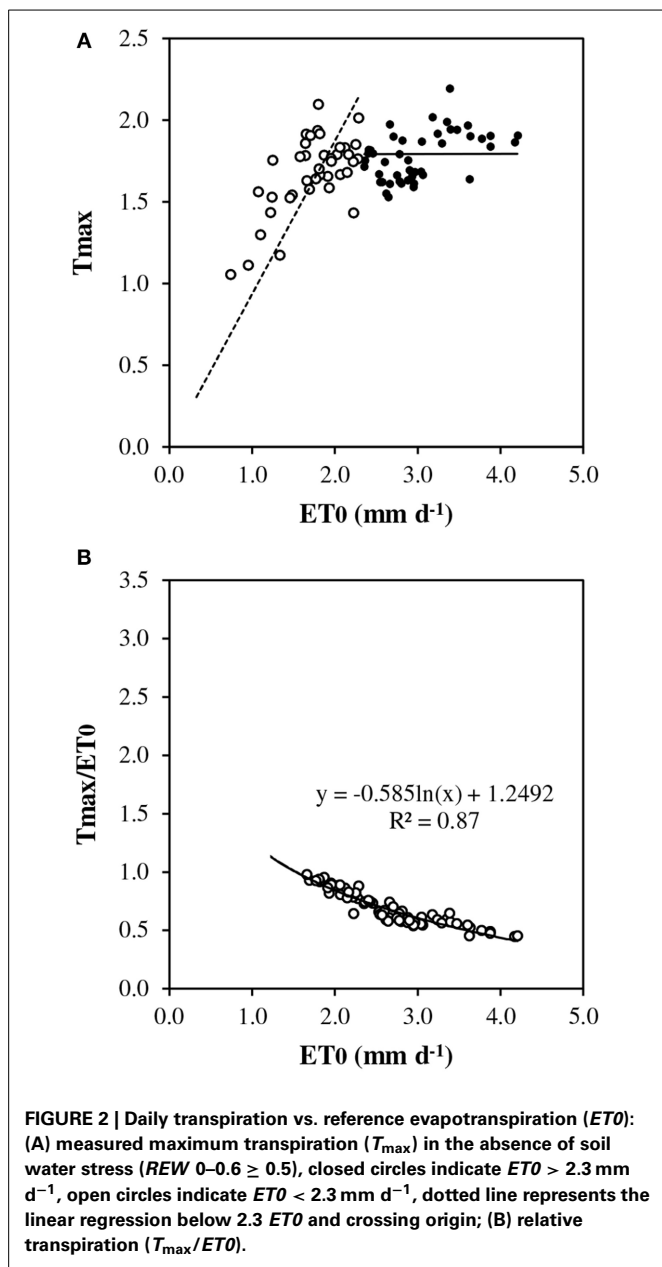 A
2.5
2.0
1.5
1.0
0.5
0.0
Tmax
0.0 1.0 2.0 3.0 4.0 5.0
ET0 (mm d⁻¹)
B
3.5
3.0
2.5
2.0
1.5
1.0
0.5
0.0
Tmax/ET0
y = -0.585ln(x) + 1.2492
R² = 0.87
0.0 1.0 2.0 3.0 4.0 5.0
ET0 (mm d⁻¹)
FIGURE 2 | Daily transpiration vs. reference evapotranspiration (ET0):
(A) measured maximum transpiration (Tmax) in the absence of soil
water stress (REW 0–0.6 ≥ 0.5), closed circles indicate ET0 > 2.3 mm
d⁻¹, open circles indicate ET0 < 2.3 mm d⁻¹, dotted line represents the
linear regression below 2.3 ET0 and crossing origin; (B) relative
transpiration (Tmax/ET0).